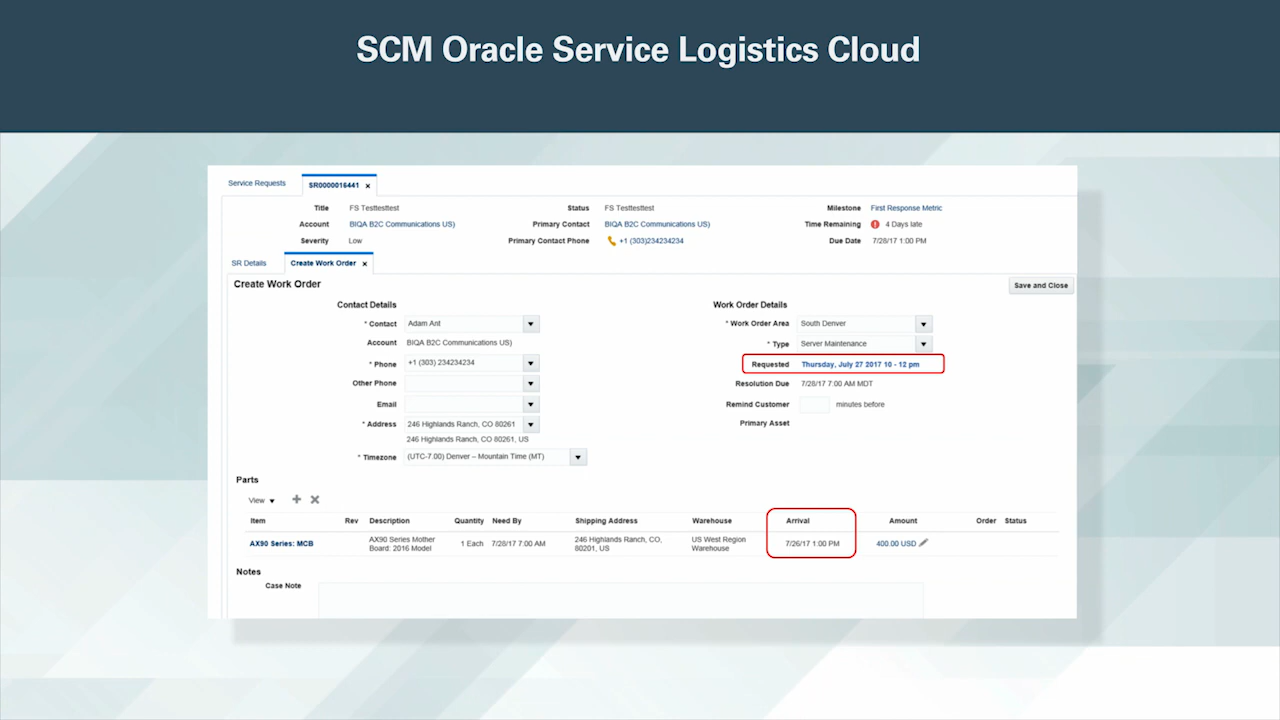 SCM Oracle Service Logistics Cloud
Service Requests SR0000016441 x
Title FS Testtesttest Status FS Testtesttest Milestone First Response Metric
Account BIQA B2C Communications US) Primary Contact BIQA B2C Communications US) Time Remaining 4 Days late
Severity Low Primary Contact Phone +1 (303)234234234 Due Date 7/28/17 1:00 PM
SR Details Create Work Order x
Create Work Order Save and Close
Contact Details Work Order Details
* Contact Adam Ant * Work Order Area South Denver
Account BIQA B2C Communications US) * Type Server Maintenance
* Phone +1 (303) 234234234 Requested Thursday, July 27 2017 10 - 12 pm
Other Phone Resolution Due 7/28/17 7:00 AM MDT
Email Remind Customer minutes before
* Address 246 Highlands Ranch, CO 80261 Primary Asset
246 Highlands Ranch, CO 80261, US
* Timezone (UTC-7.00) Denver – Mountain Time (MT)
Parts
View
Item Rev Description Quantity Need By Shipping Address Warehouse Arrival Amount Order Status
AX90 Series: MCB AX90 Series Mother Board: 2016 Model 1 Each 7/28/17 7:00 AM 246 Highlands Ranch, CO, 80201, US US West Region Warehouse 7/26/17 1:00 PM 400.00 USD
Notes
Case Note